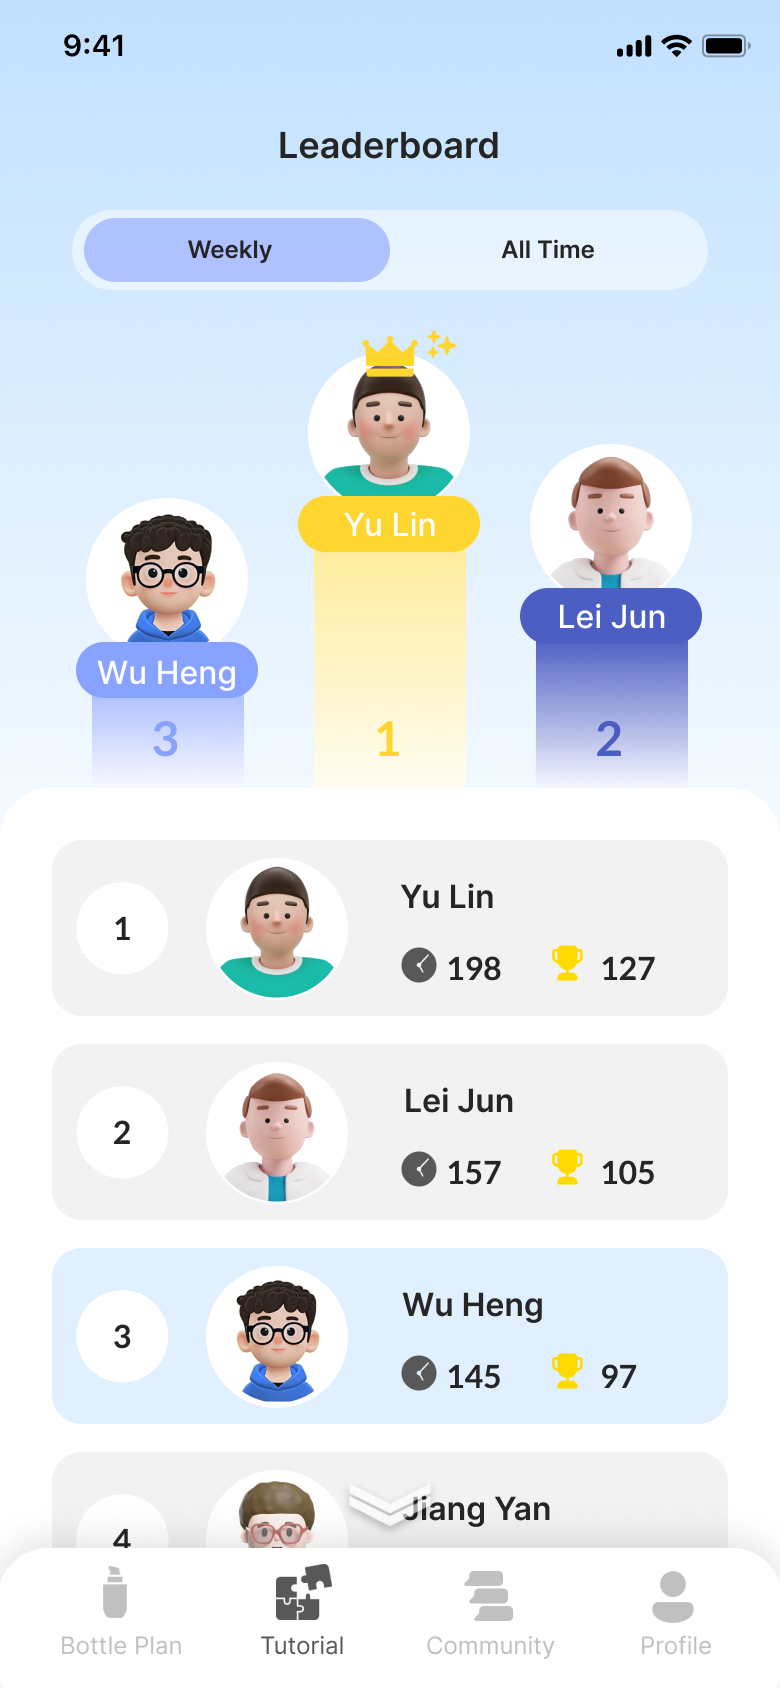 9:41
Leaderboard
Weekly
All Time
Yu Lin
Lei Jun
Wu Heng
3
1
2
1
Yu Lin
198
127
2
Lei Jun
157
105
3
Wu Heng
145
97
4
Jiang Yan
Bottle Plan
Tutorial
Community
Profile